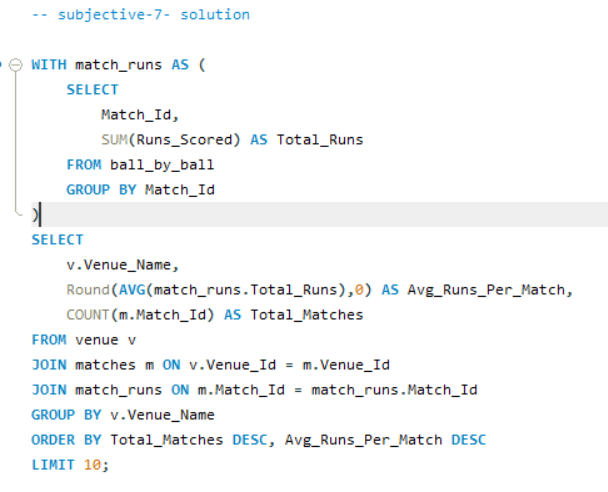 -- subjective-7- solution
WITH match_runs AS (
SELECT
Match_Id,
SUM(Runs_Scored) AS Total_Runs
FROM ball_by_ball
GROUP BY Match_Id
)
SELECT
v.Venue_Name,
Round(AVG(match_runs.Total_Runs),0) AS Avg_Runs_Per_Match,
COUNT(m.Match_Id) AS Total_Matches
FROM venue v
JOIN matches m ON v.Venue_Id = m.Venue_Id
JOIN match_runs ON m.Match_Id = match_runs.Match_Id
GROUP BY v.Venue_Name
ORDER BY Total_Matches DESC, Avg_Runs_Per_Match DESC
LIMIT 10;